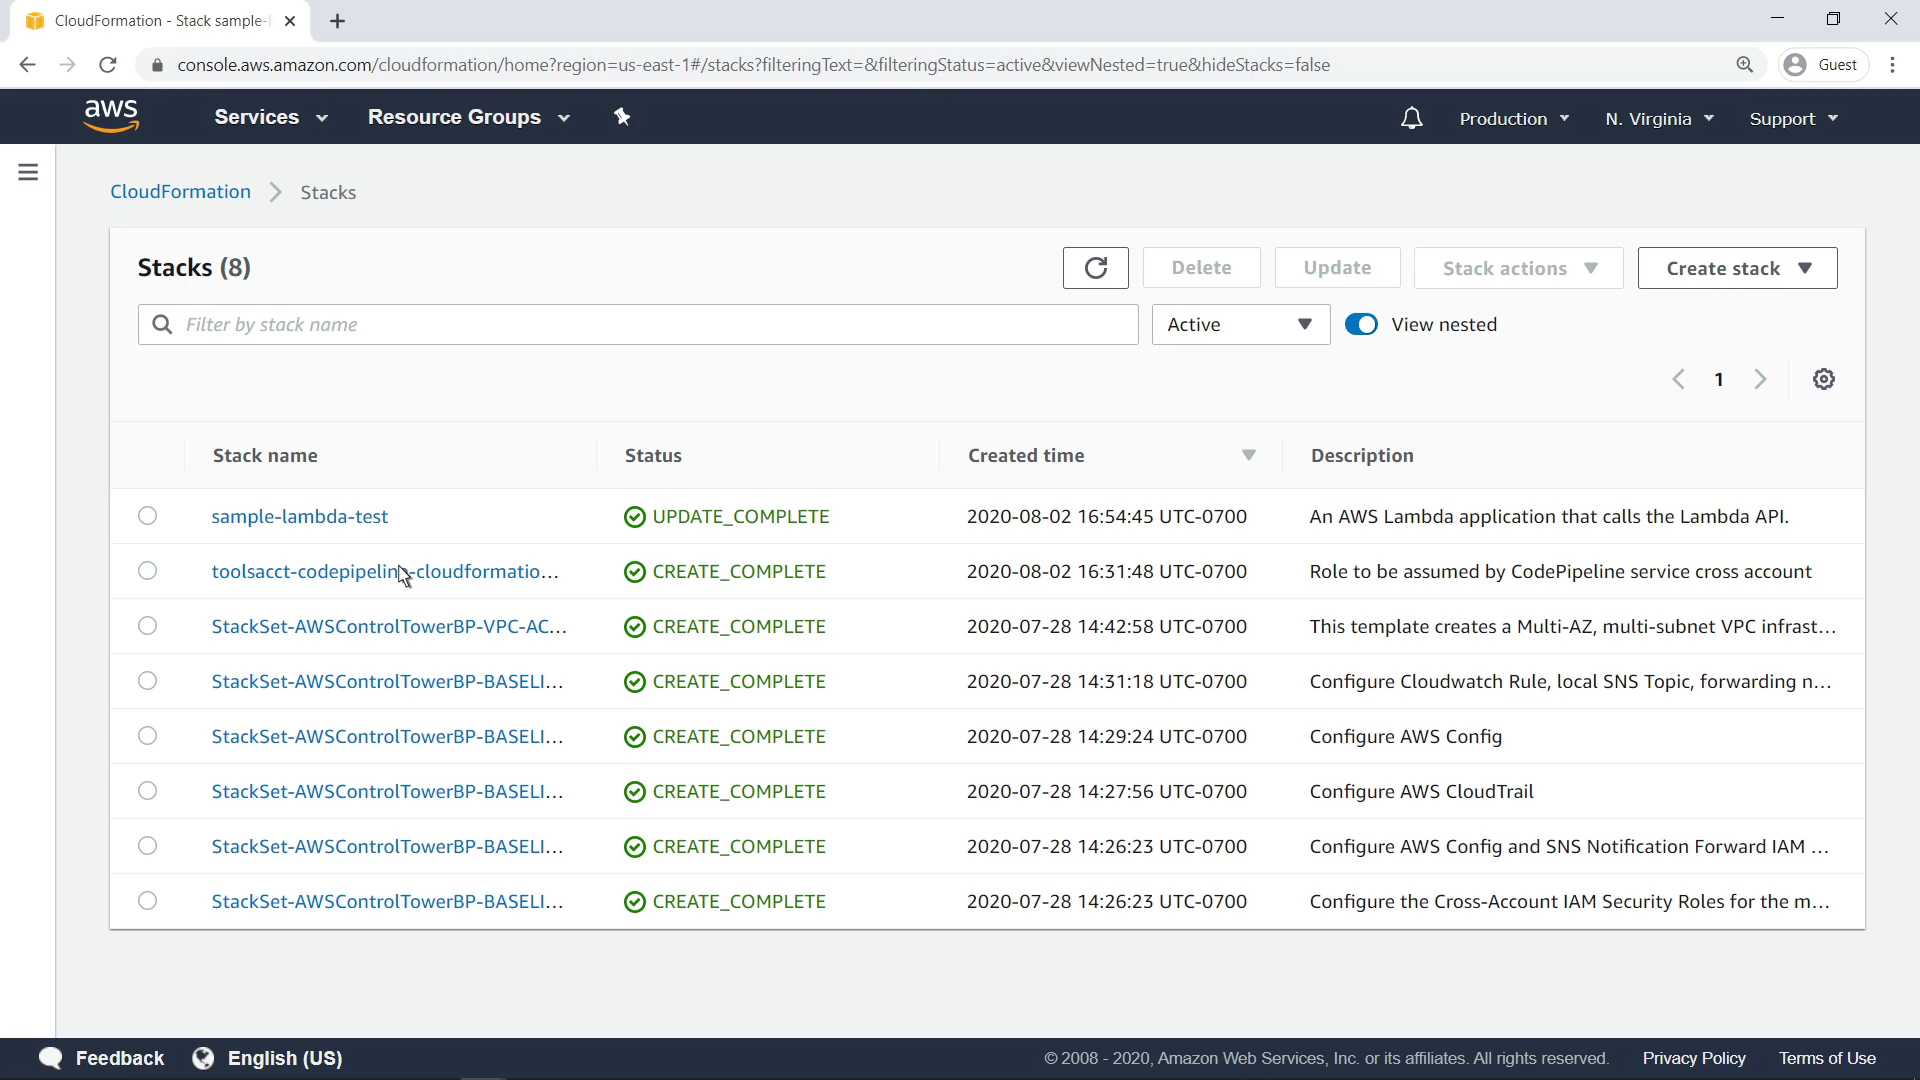 CloudFormation - Stack sample-
console.aws.amazon.com/cloudformation/home?region=us-east-1#/stacks?filteringText=&filteringStatus=active&viewNested=true&hideStacks=false
Guest
aws Services Resource Groups Production N. Virginia Support
CloudFormation Stacks
Stacks (8) Delete Update Stack actions Create stack
Filter by stack name Active View nested
1
Stack name Status Created time Description
sample-lambda-test UPDATE_COMPLETE 2020-08-02 16:54:45 UTC-0700 An AWS Lambda application that calls the Lambda API.
toolsacct-codepipeline-cloudformatio... CREATE_COMPLETE 2020-08-02 16:31:48 UTC-0700 Role to be assumed by CodePipeline service cross account
StackSet-AWSControlTowerBP-VPC-AC... CREATE_COMPLETE 2020-07-28 14:42:58 UTC-0700 This template creates a Multi-AZ, multi-subnet VPC infrast...
StackSet-AWSControlTowerBP-BASELI... CREATE_COMPLETE 2020-07-28 14:31:18 UTC-0700 Configure Cloudwatch Rule, local SNS Topic, forwarding n...
StackSet-AWSControlTowerBP-BASELI... CREATE_COMPLETE 2020-07-28 14:29:24 UTC-0700 Configure AWS Config
StackSet-AWSControlTowerBP-BASELI... CREATE_COMPLETE 2020-07-28 14:27:56 UTC-0700 Configure AWS CloudTrail
StackSet-AWSControlTowerBP-BASELI... CREATE_COMPLETE 2020-07-28 14:26:23 UTC-0700 Configure AWS Config and SNS Notification Forward IAM ...
StackSet-AWSControlTowerBP-BASELI... CREATE_COMPLETE 2020-07-28 14:26:23 UTC-0700 Configure the Cross-Account IAM Security Roles for the m...
Feedback English (US) © 2008 - 2020, Amazon Web Services, Inc. or its affiliates. All rights reserved. Privacy Policy Terms of Use